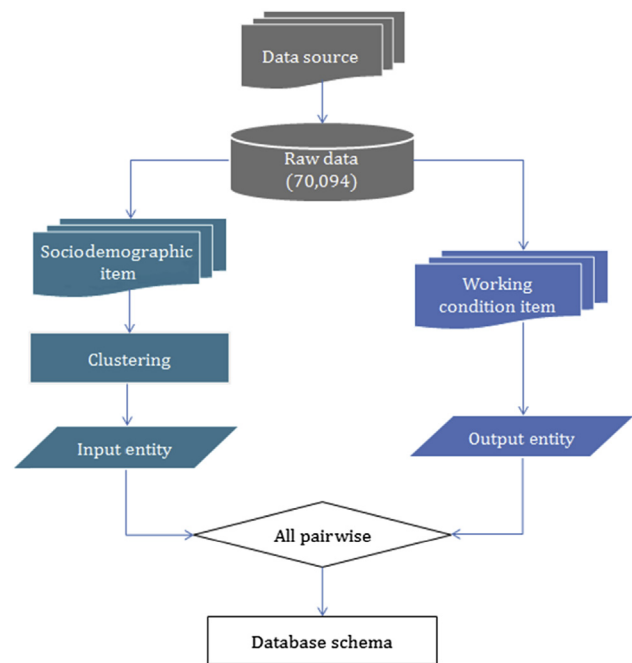 Data source
Raw data
(70,094)
Sociodemographic
item
Working
condition item
Clustering
Input entity
Output entity
All pairwise
Database schema